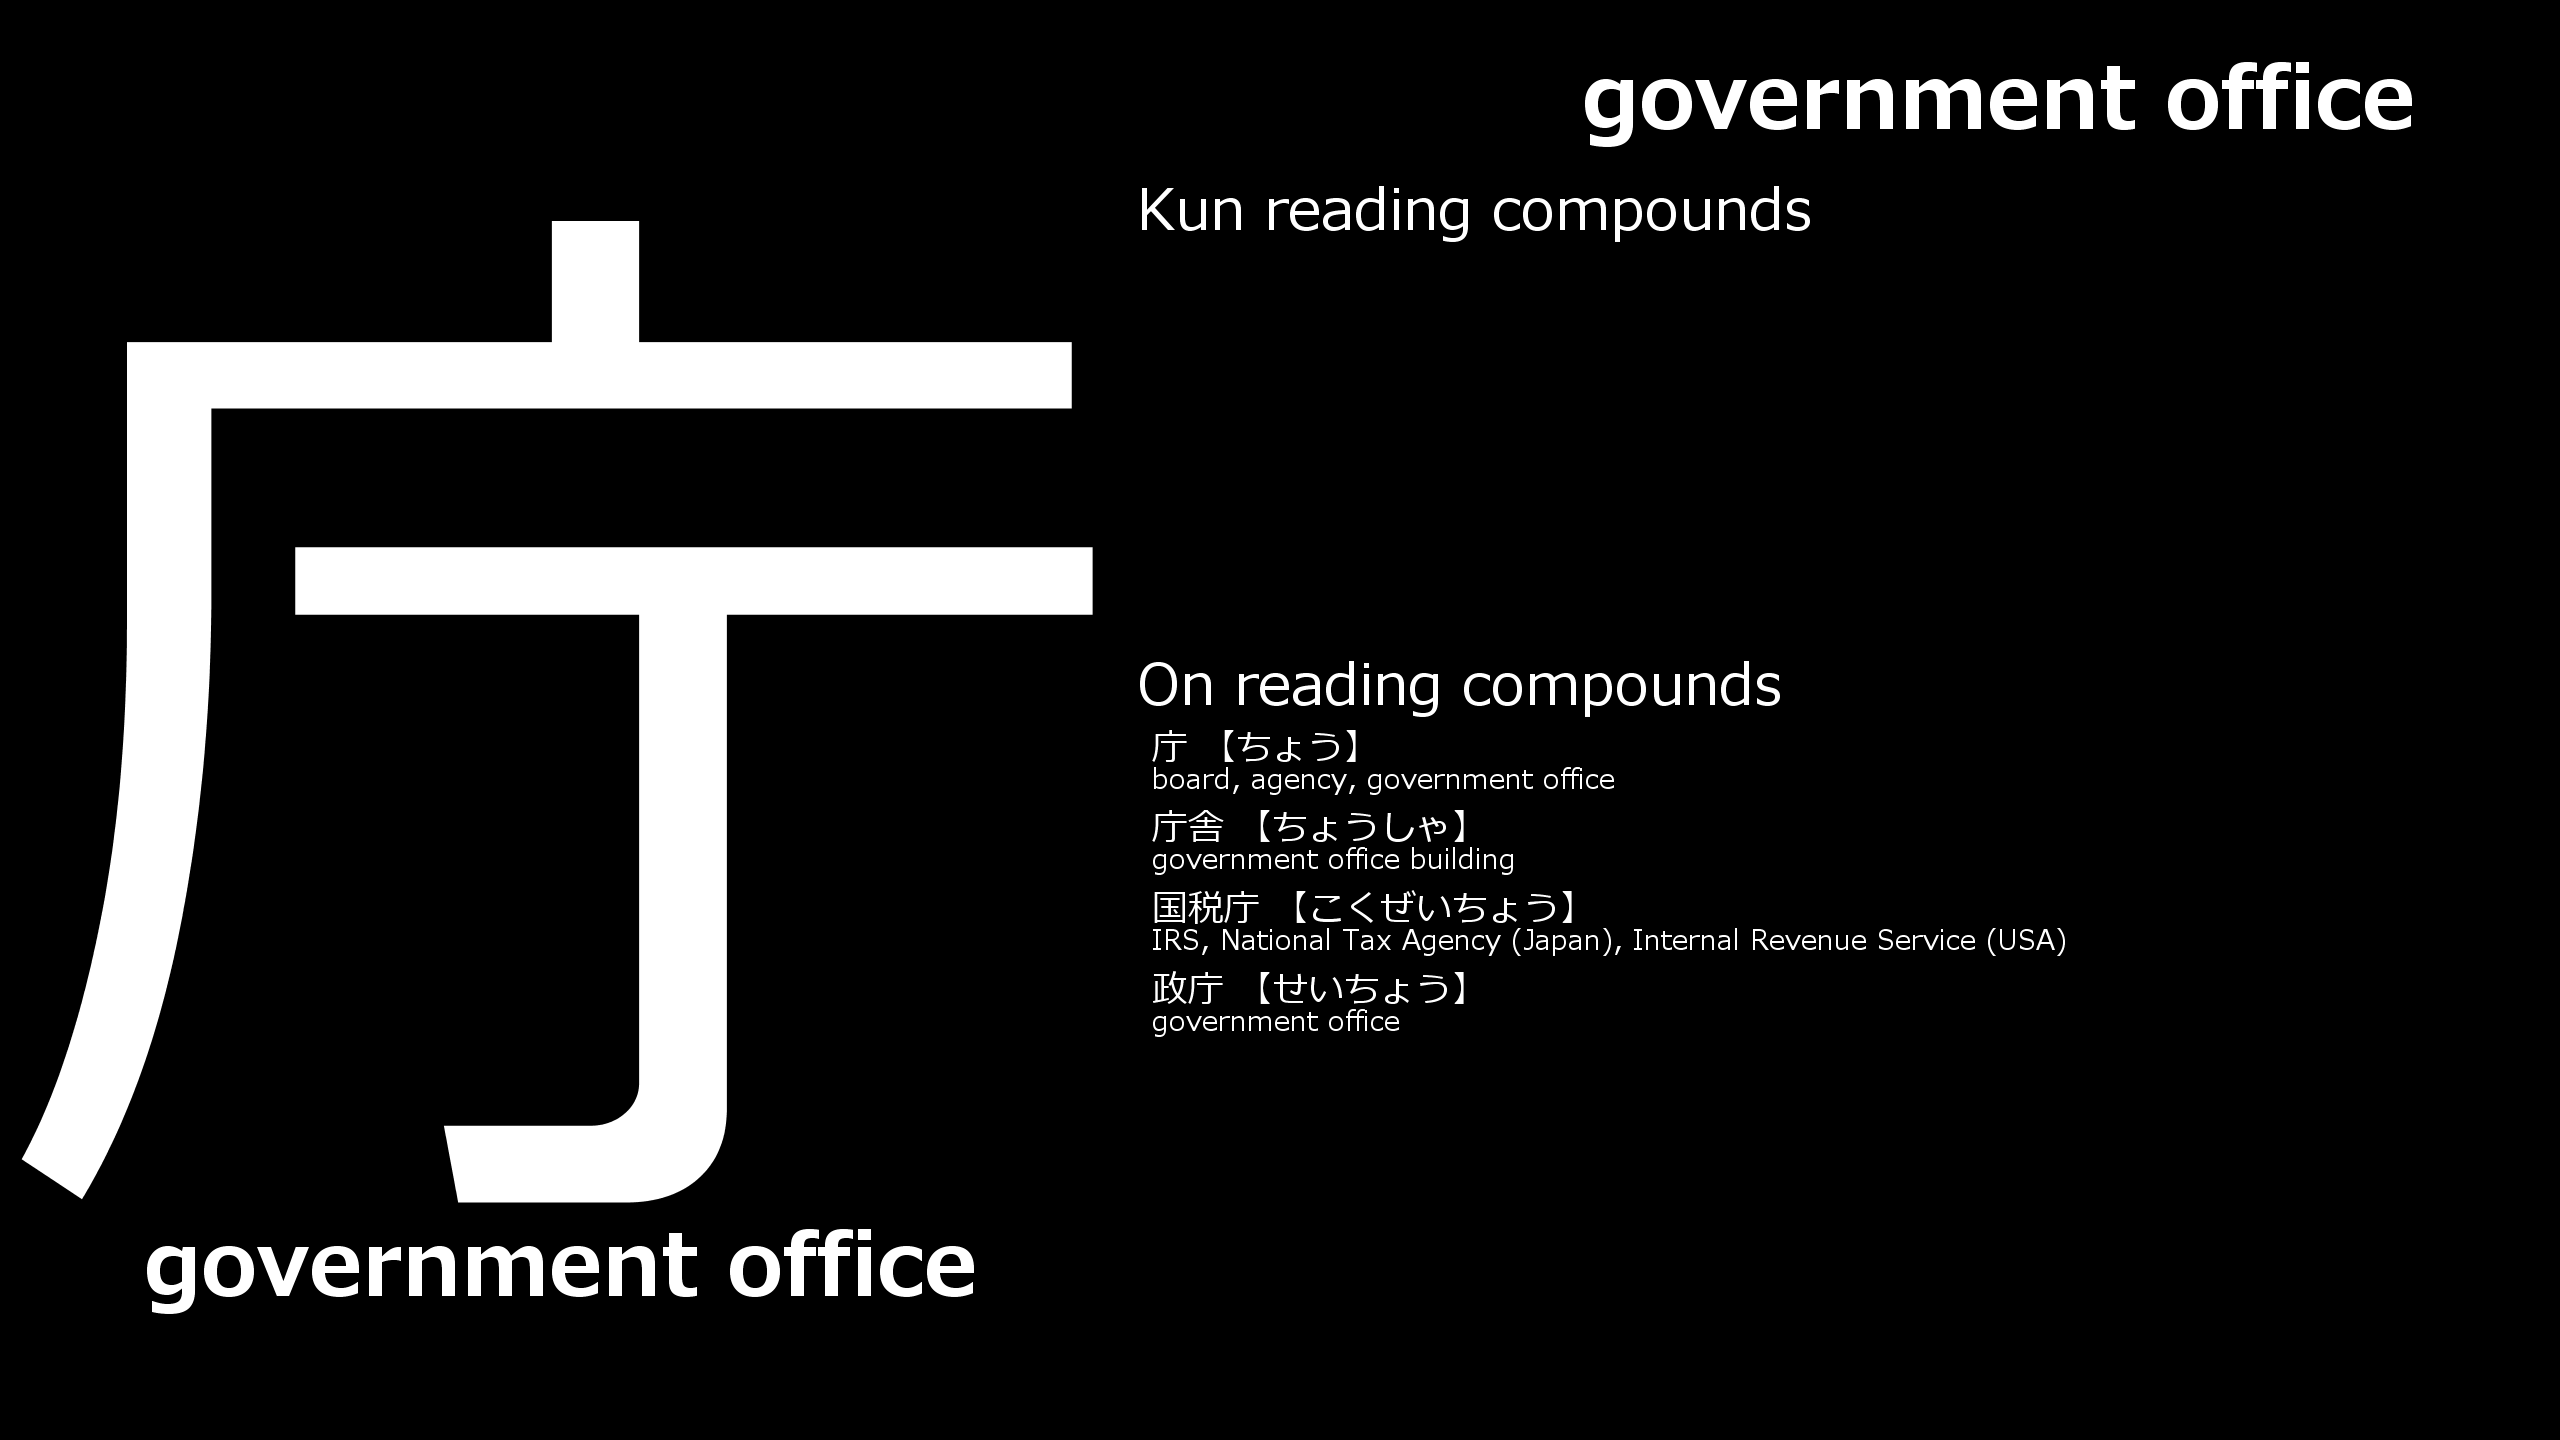 庁
government office
government office
Kun reading compounds
On reading compounds
庁 【ちょう】
board, agency, government office
庁舎 【ちょうしゃ】
government office building
国税庁 【こくぜいちょう】
IRS, National Tax Agency (Japan), Internal Revenue Service (USA)
政庁 【せいちょう】
government office